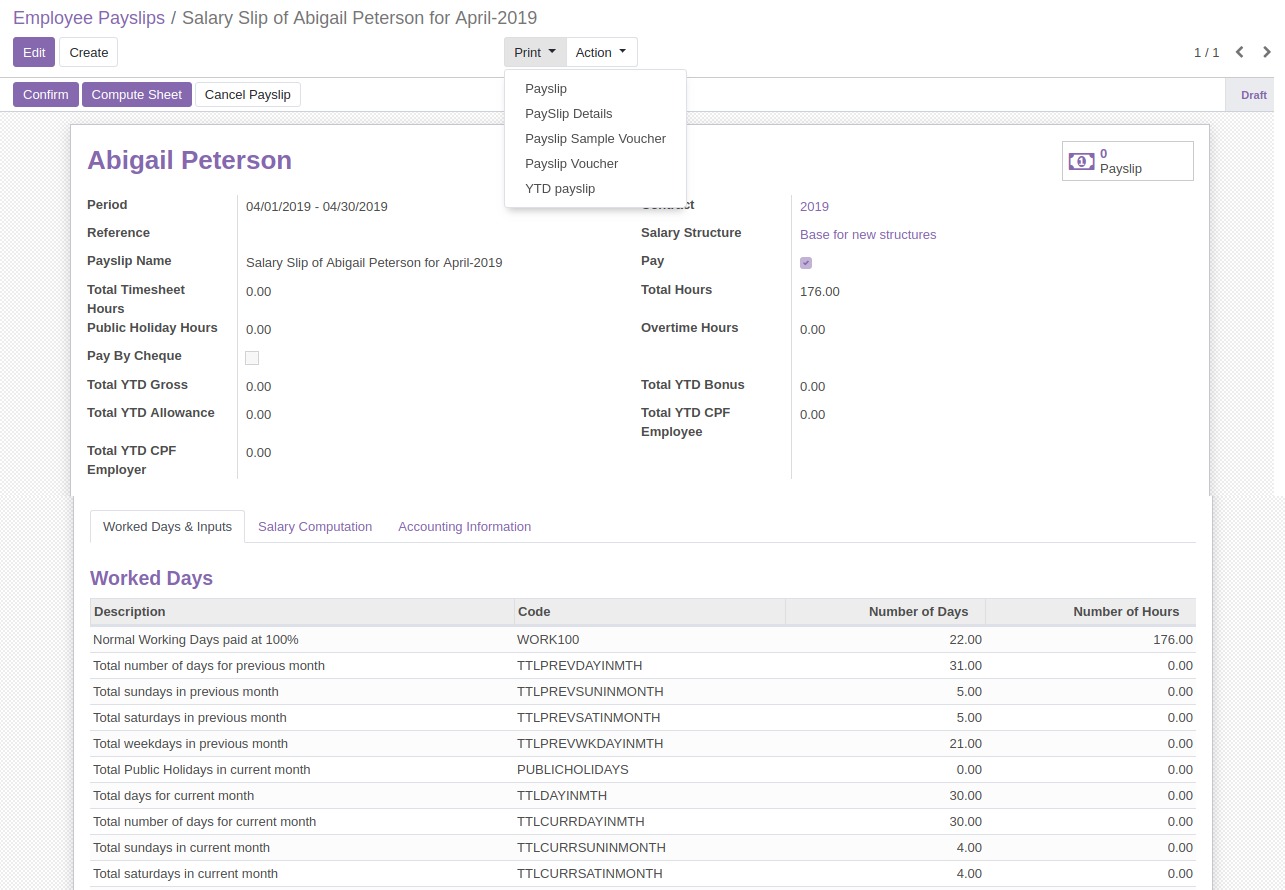 Employee Payslips / Salary Slip of Abigail Peterson for April-2019
Edit Create Print Action 1 / 1
Confirm Compute Sheet Cancel Payslip Draft
Payslip
PaySlip Details
Payslip Sample Voucher
Payslip Voucher
YTD payslip
Abigail Peterson
0
Payslip
Period 04/01/2019 - 04/30/2019 Contract 2019
Reference Salary Structure Base for new structures
Payslip Name Salary Slip of Abigail Peterson for April-2019 Pay
Total Timesheet Hours 0.00 Total Hours 176.00
Public Holiday Hours 0.00 Overtime Hours 0.00
Pay By Cheque
Total YTD Gross 0.00 Total YTD Bonus 0.00
Total YTD Allowance 0.00 Total YTD CPF Employee 0.00
Total YTD CPF Employer 0.00
Worked Days & Inputs Salary Computation Accounting Information
Worked Days
Description Code Number of Days Number of Hours
Normal Working Days paid at 100% WORK100 22.00 176.00
Total number of days for previous month TTLPREVDAYINMTH 31.00 0.00
Total sundays in previous month TTLPREVSUNINMONTH 5.00 0.00
Total saturdays in previous month TTLPREVSATINMONTH 5.00 0.00
Total weekdays in previous month TTLPREVWKDAYINMTH 21.00 0.00
Total Public Holidays in current month PUBLICHOLIDAYS 0.00 0.00
Total days for current month TTLDAYINMTH 30.00 0.00
Total number of days for current month TTLCURRDAYINMTH 30.00 0.00
Total sundays in current month TTLCURRSUNINMONTH 4.00 0.00
Total saturdays in current month TTLCURRSATINMONTH 4.00 0.00